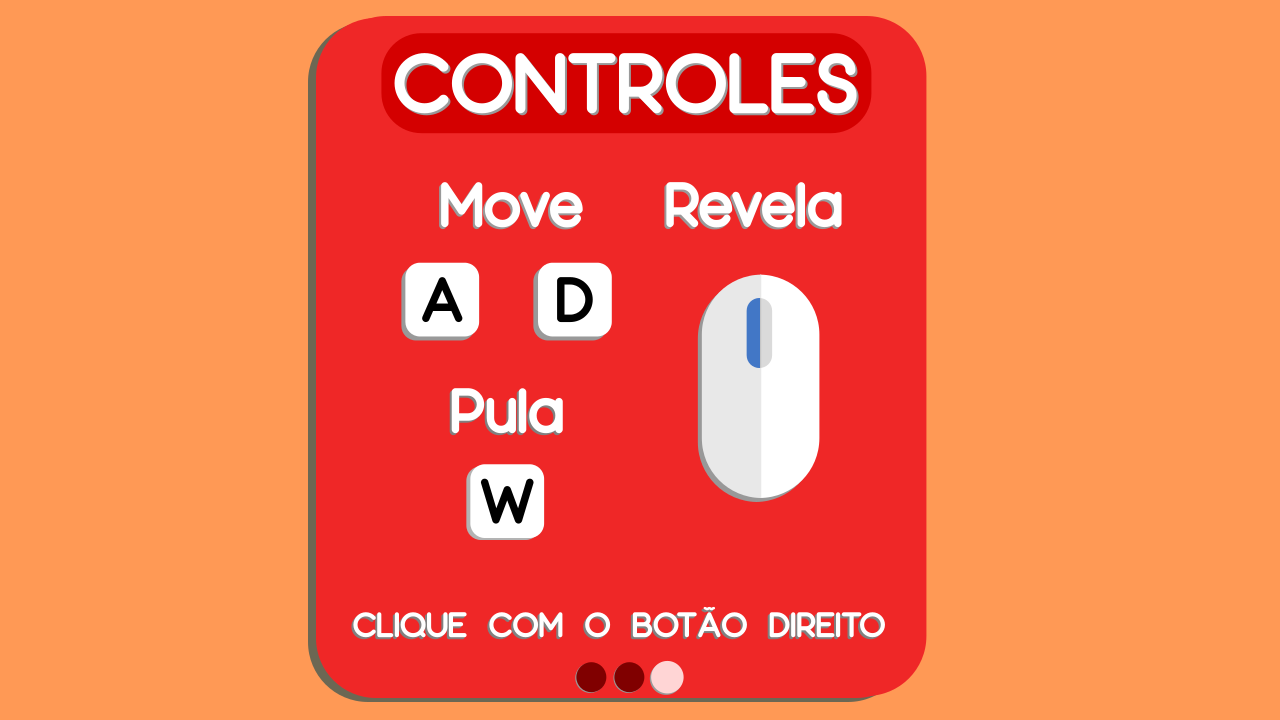 CONTROLES
Move Revela
A D
Pula
W
CLIQUE COM O BOTÃO DIREITO